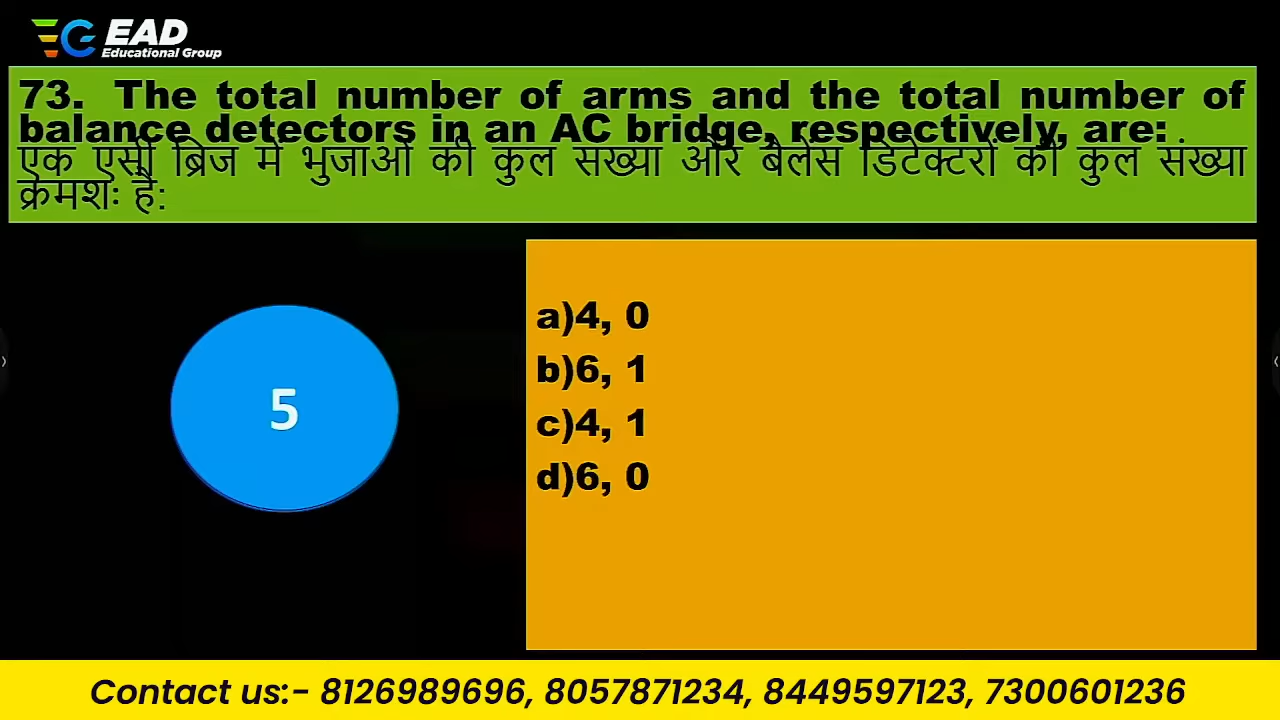 EAD
Educational Group
73. The total number of arms and the total number of
balance detectors in an AC bridge, respectively, are:
एक एसी ब्रिज में भुजाओं की कुल संख्या और बैलेंस डिटेक्टरों की कुल संख्या
क्रमशः है:
5
a)4, 0
b)6, 1
c)4, 1
d)6, 0
Contact us:- 8126989696, 8057871234, 8449597123, 7300601236